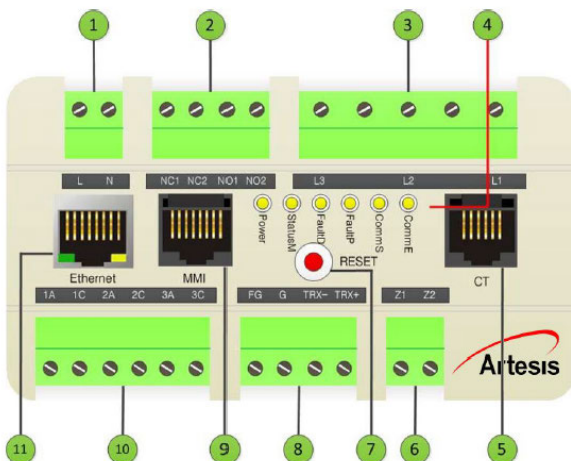 1 2 3 4
L N NC1 NC2 NO1 NO2 L3 L2 L1
Power StatusM FaultD FaultP CommS CommE
RESET
Ethernet MMI CT
1A 1C 2A 2C 3A 3C FG G TRX- TRX+ Z1 Z2
Artesis
11 10 9 8 7 6 5